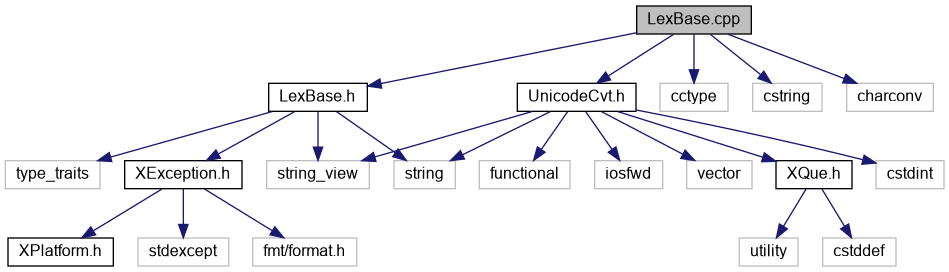 LexBase.cpp
LexBase.h
UnicodeCvt.h
cctype
cstring
charconv
type_traits
XException.h
string_view
string
functional
iosfwd
vector
XQue.h
cstdint
XPlatform.h
stdexcept
fmt/format.h
utility
cstddef